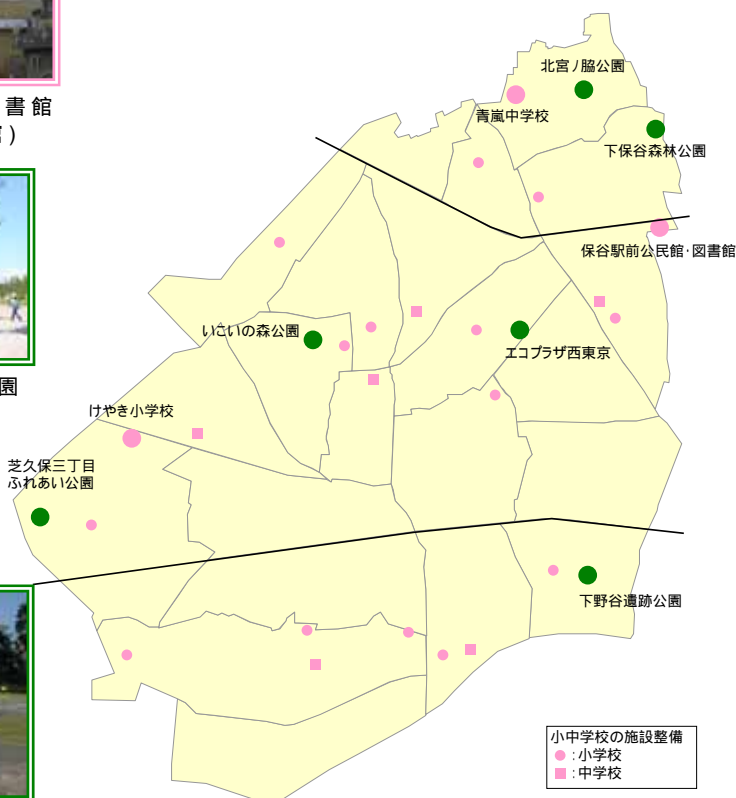 書館
)
園
北宮ノ脇公園
青嵐中学校
下保谷森林公園
保谷駅前公民館・図書館
いこいの森公園
エコプラザ西東京
けやき小学校
芝久保三丁目
ふれあい公園
下野谷遺跡公園
小中学校の施設整備
●:小学校
■:中学校